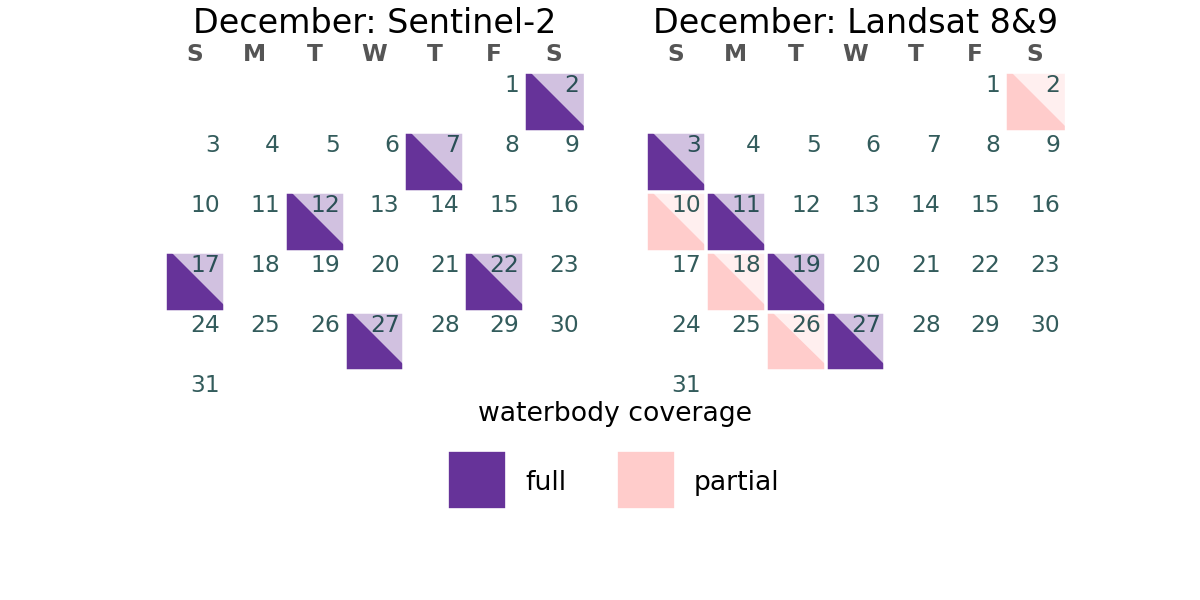 December: Sentinel-2
S M T W T F S
1 2
3 4 5 6 7 8 9
10 11 12 13 14 15 16
17 18 19 20 21 22 23
24 25 26 27 28 29 30
31
December: Landsat 8&9
S M T W T F S
1 2
3 4 5 6 7 8 9
10 11 12 13 14 15 16
17 18 19 20 21 22 23
24 25 26 27 28 29 30
31
waterbody coverage
full
partial